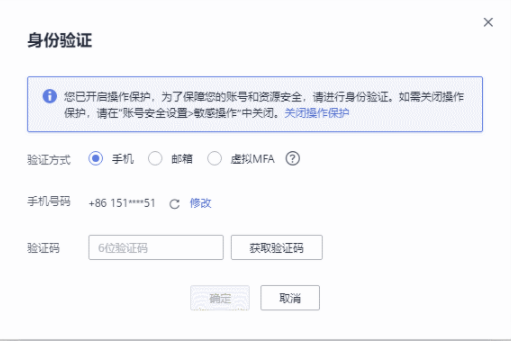 身份验证
您已开启操作保护，为了保障您的账号和资源安全，请进行身份验证。如需关闭操作
保护，请在"账号安全设置>敏感操作"中关闭。关闭操作保护
验证方式 手机 邮箱 虚拟MFA ?
手机号码 +86 151****51 修改
验证码 6位验证码 获取验证码
确定 取消